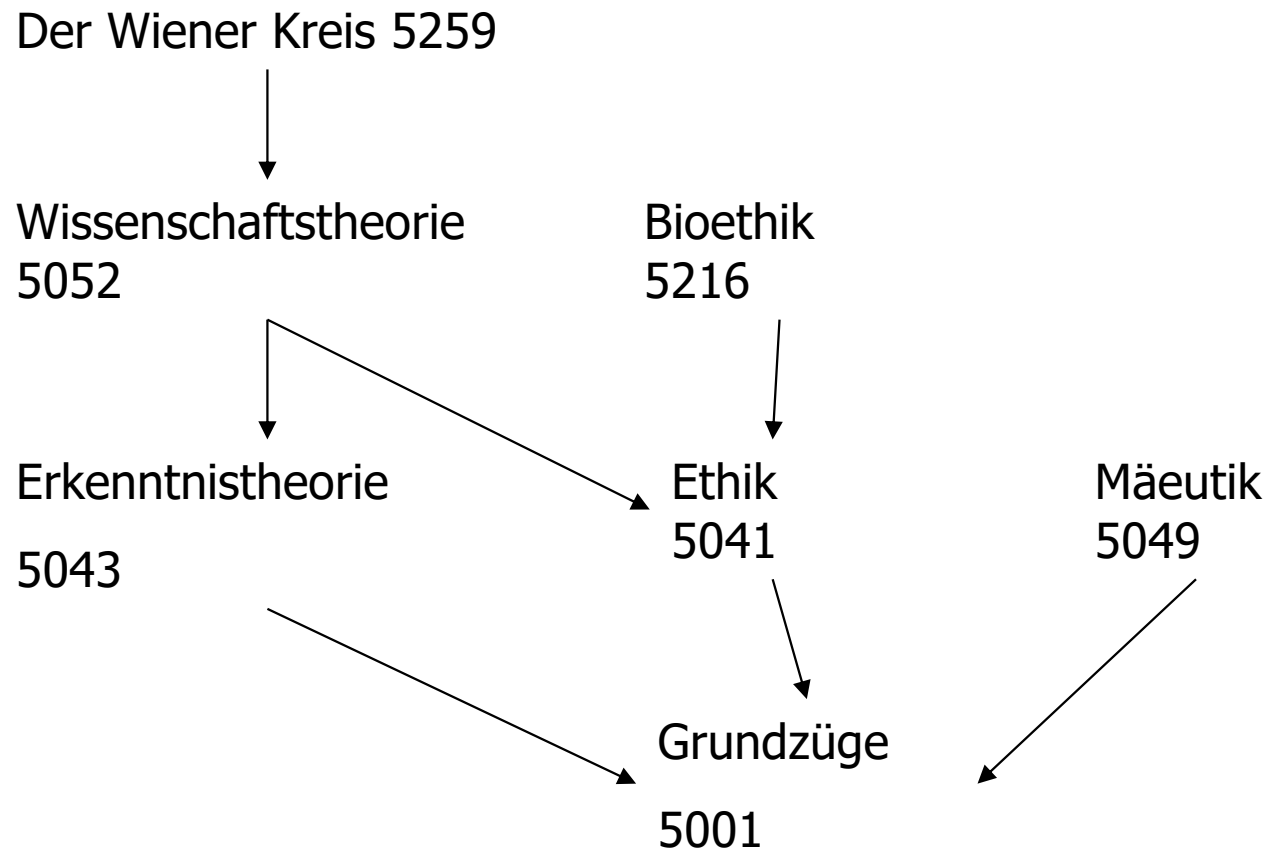 Der Wiener Kreis 5259
Wissenschaftstheorie
5052
Bioethik
5216
Erkenntnistheorie
5043
Ethik
5041
Mäeutik
5049
Grundzüge
5001